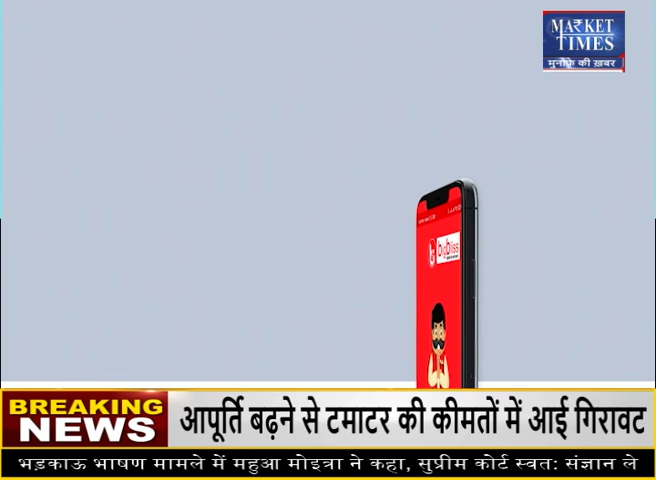 MARKET
TIMES
मुनाफ़े की ख़बर
bigbliss
BREAKING
NEWS
आपूर्ति बढ़ने से टमाटर की कीमतों में आई गिरावट
भड़काऊ भाषण मामले में महुआ मोइत्रा ने कहा, सुप्रीम कोर्ट स्वत: संज्ञान ले